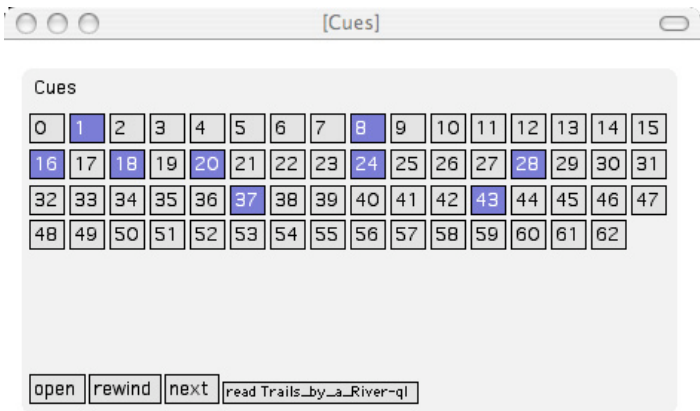 [Cues]
Cues
0 1 2 3 4 5 6 7 8 9 10 11 12 13 14 15
16 17 18 19 20 21 22 23 24 25 26 27 28 29 30 31
32 33 34 35 36 37 38 39 40 41 42 43 44 45 46 47
48 49 50 51 52 53 54 55 56 57 58 59 60 61 62
open rewind next read Trails_by_a_River-ql